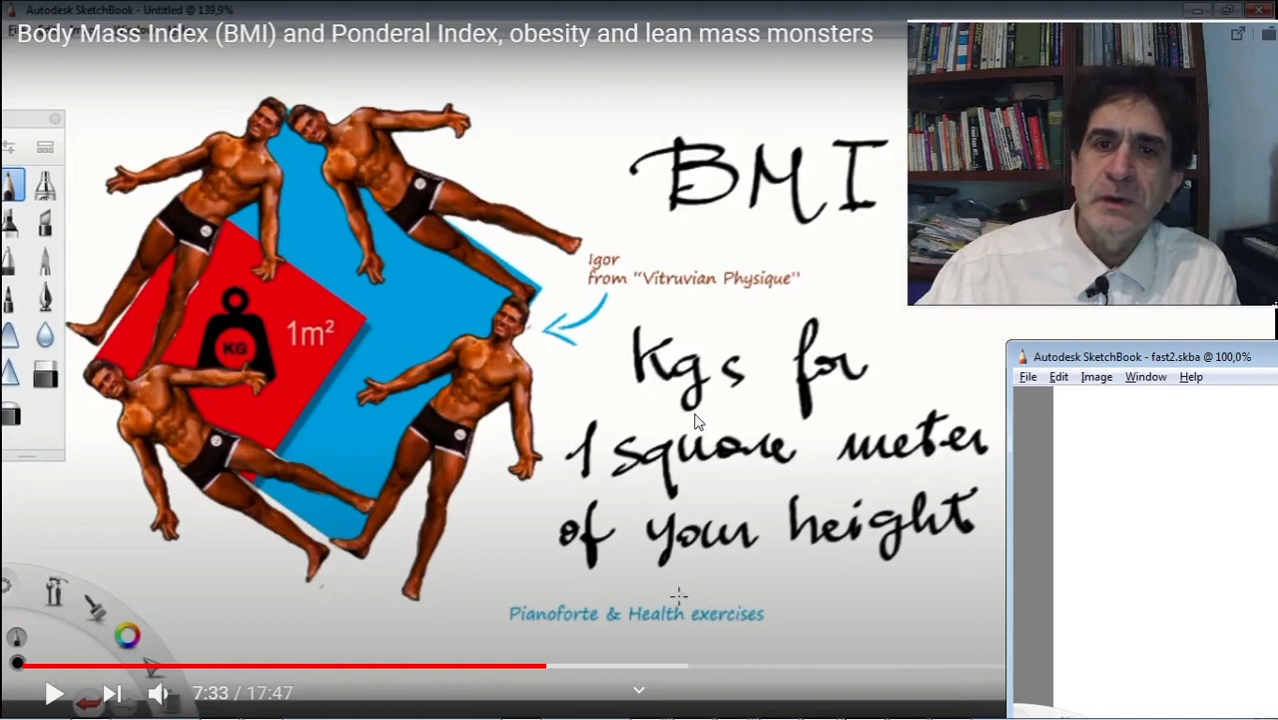 Autodesk SketchBook - Untitled @ 139,9%
Body Mass Index (BMI) and Ponderal Index, obesity and lean mass monsters
BMI
Igor
from “Vitruvian Physique”
1m²
KG
Kgs for
1 square meter
of your height
Pianoforte & Health exercises
Autodesk SketchBook - fast2.skba @ 100,0%
File Edit Image Window Help
7:33 / 17:47